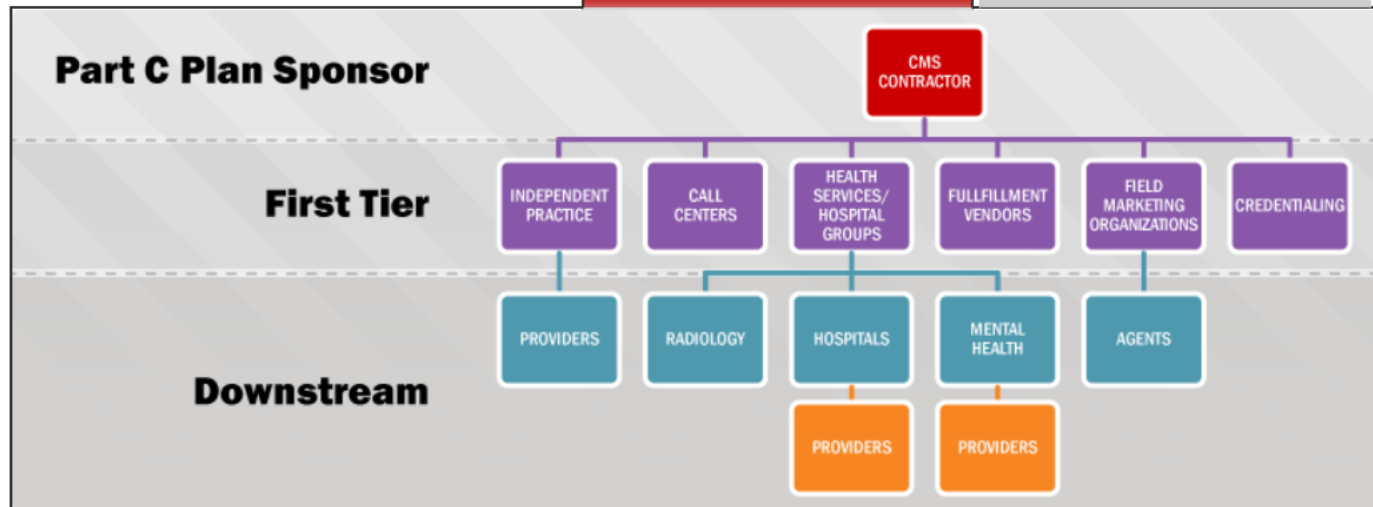 Part C Plan Sponsor
CMS
CONTRACTOR
First Tier
INDEPENDENT
PRACTICE
CALL
CENTERS
HEALTH
SERVICES/
HOSPITAL
GROUPS
FULLFILLMENT
VENDORS
FIELD
MARKETING
ORGANIZATIONS
CREDENTIALING
Downstream
PROVIDERS
RADIOLOGY
HOSPITALS
MENTAL
HEALTH
AGENTS
PROVIDERS
PROVIDERS